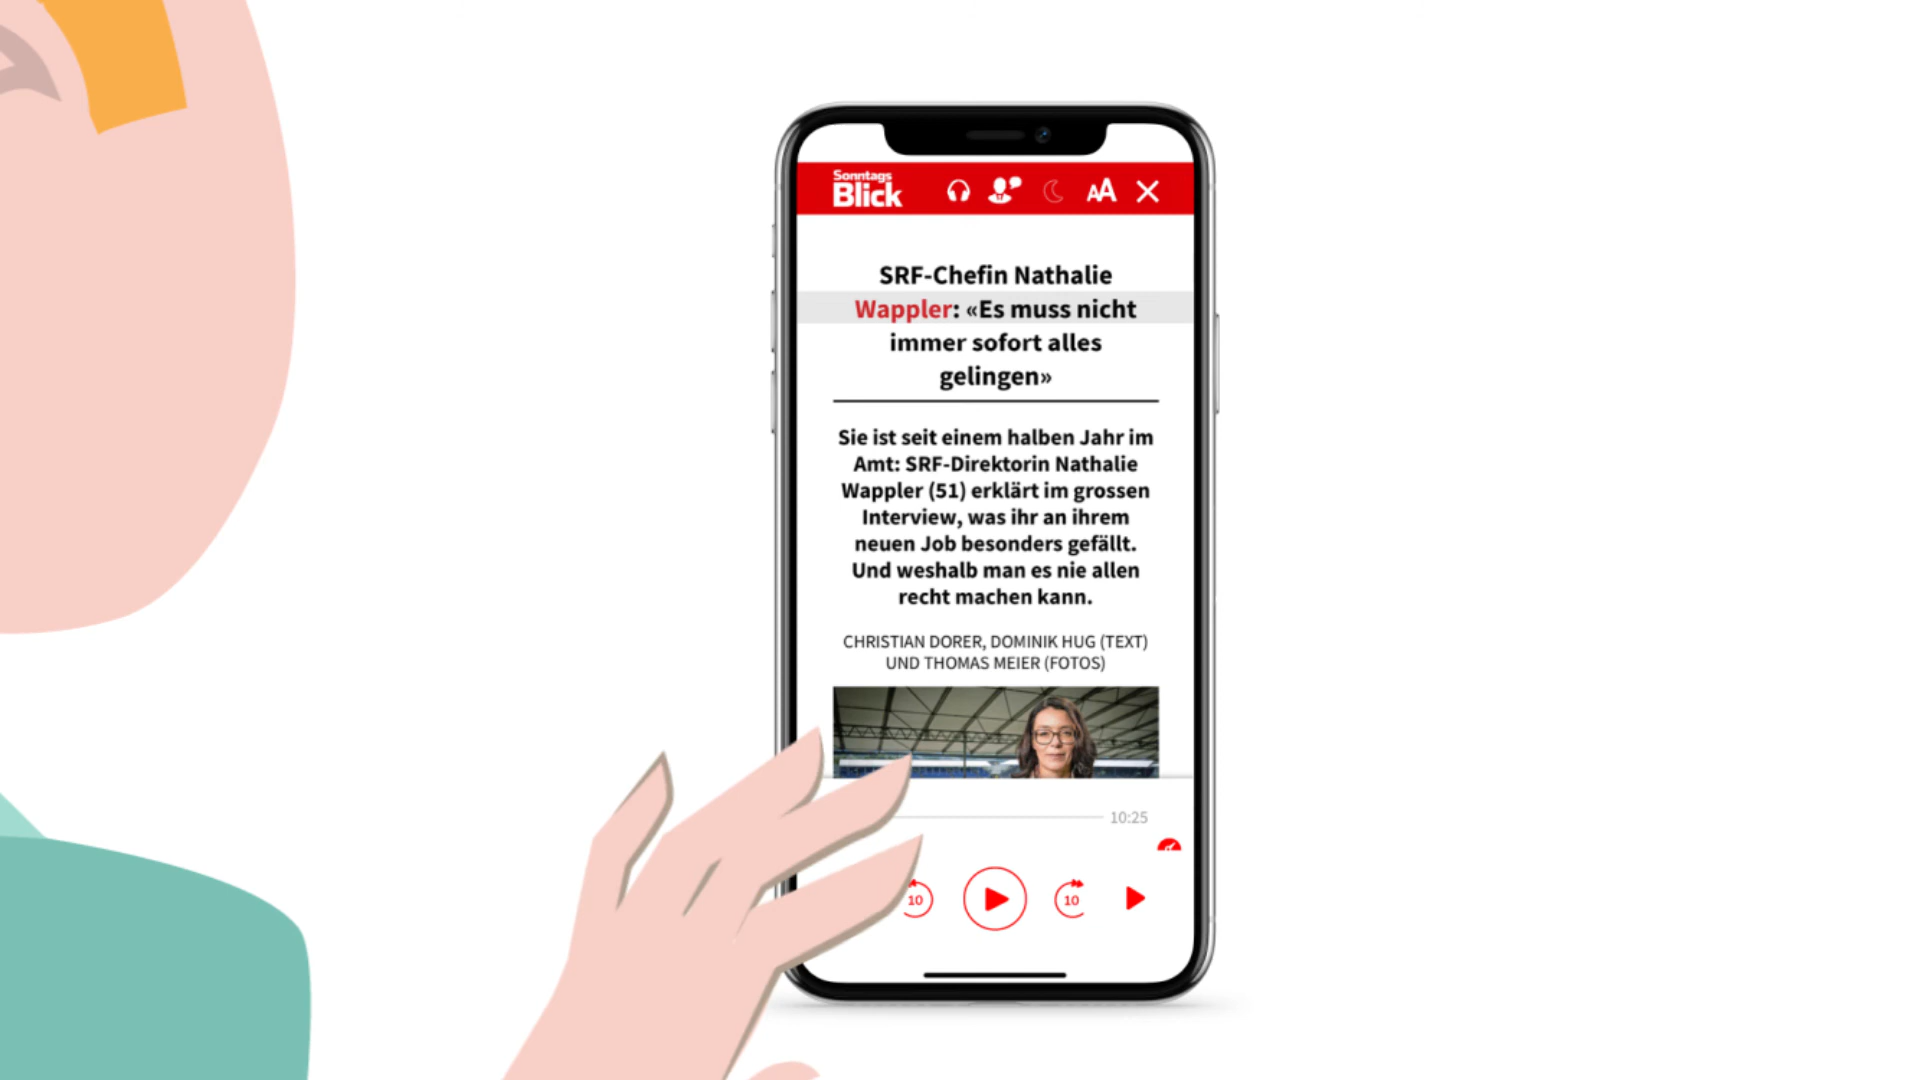 Sonntags
Blick
AA
SRF-Chefin Nathalie
Wappler: «Es muss nicht
immer sofort alles
gelingen»
Sie ist seit einem halben Jahr im
Amt: SRF-Direktorin Nathalie
Wappler (51) erklärt im grossen
Interview, was ihr an ihrem
neuen Job besonders gefällt.
Und weshalb man es nie allen
recht machen kann.
CHRISTIAN DORER, DOMINIK HUG (TEXT)
UND THOMAS MEIER (FOTOS)
10:25
10
10